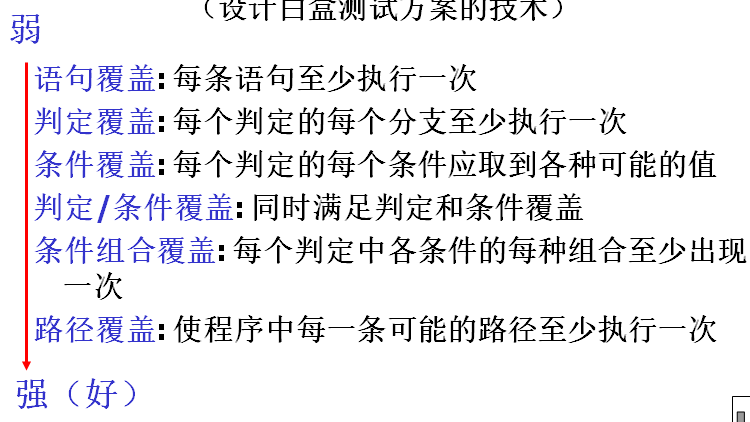 （设计白盒测试方案的技术）
弱
语句覆盖: 每条语句至少执行一次
判定覆盖: 每个判定的每个分支至少执行一次
条件覆盖: 每个判定的每个条件应取到各种可能的值
判定/条件覆盖: 同时满足判定和条件覆盖
条件组合覆盖: 每个判定中各条件的每种组合至少出现
一次
路径覆盖: 使程序中每一条可能的路径至少执行一次
强（好）